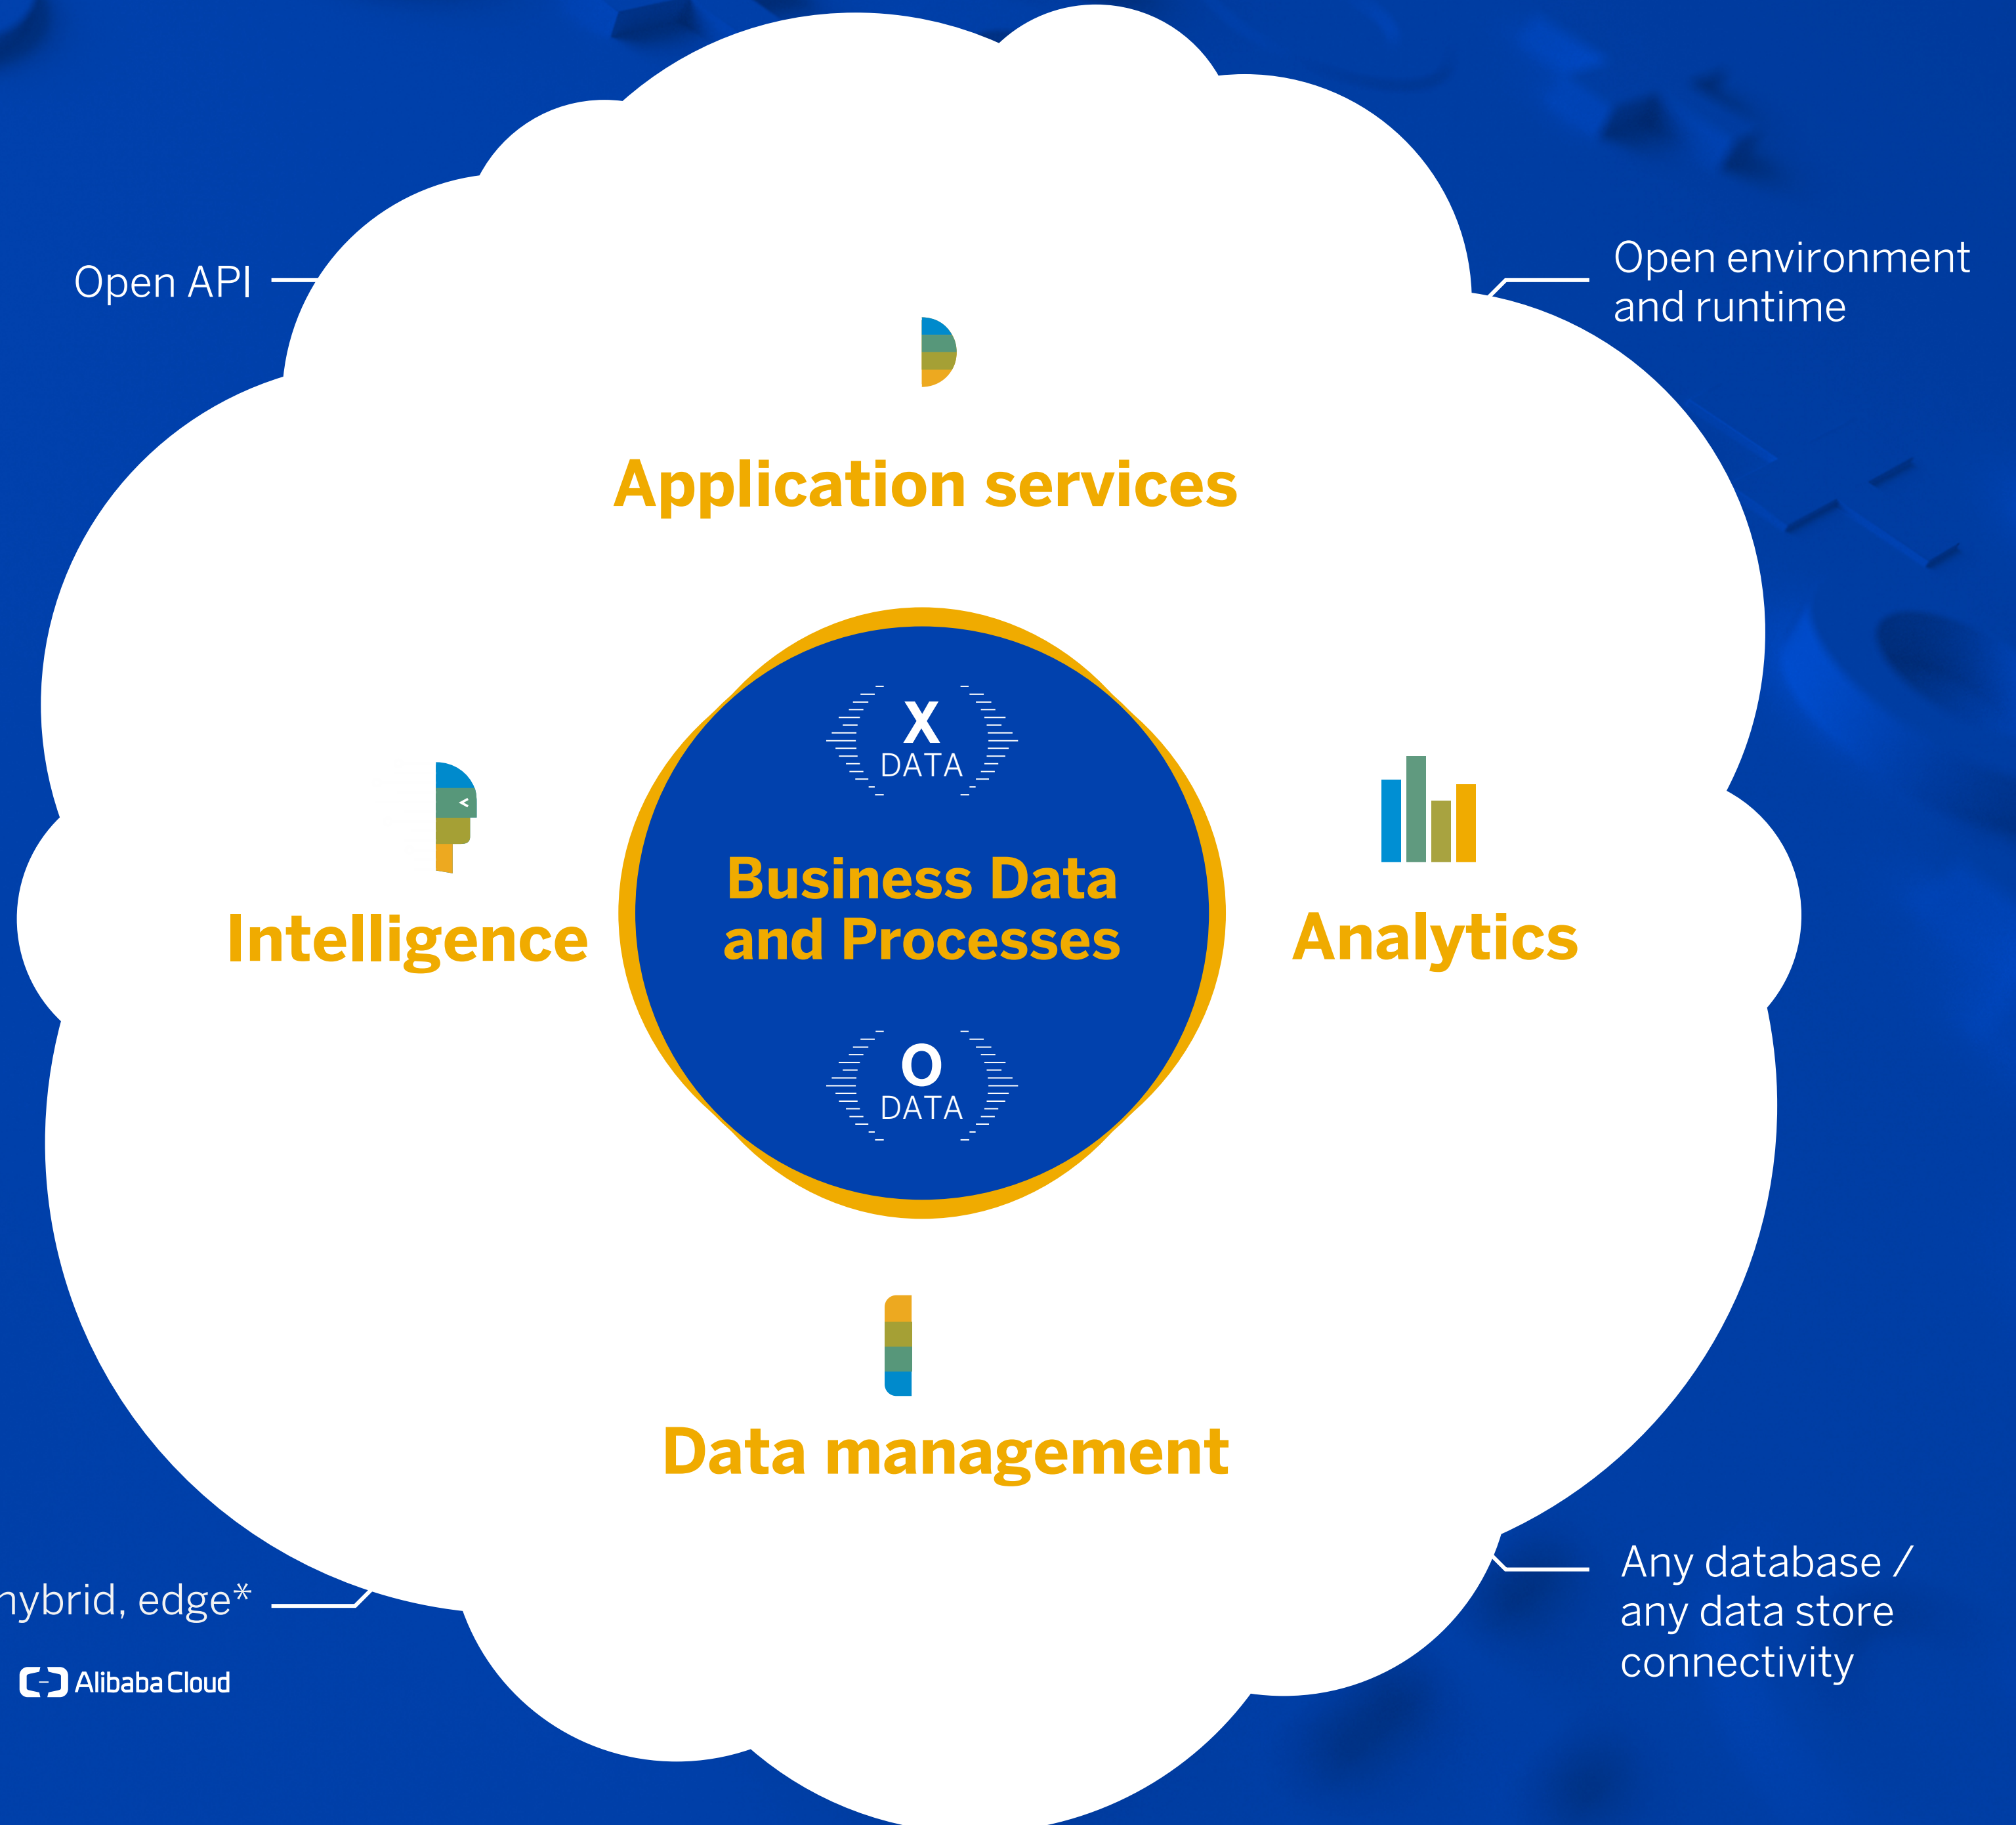 Open API
Open environment
and runtime
Application services
X
DATA
Business Data
and Processes
Intelligence
Analytics
O
DATA
Data management
hybrid, edge*
Alibaba Cloud
Any database /
any data store
connectivity